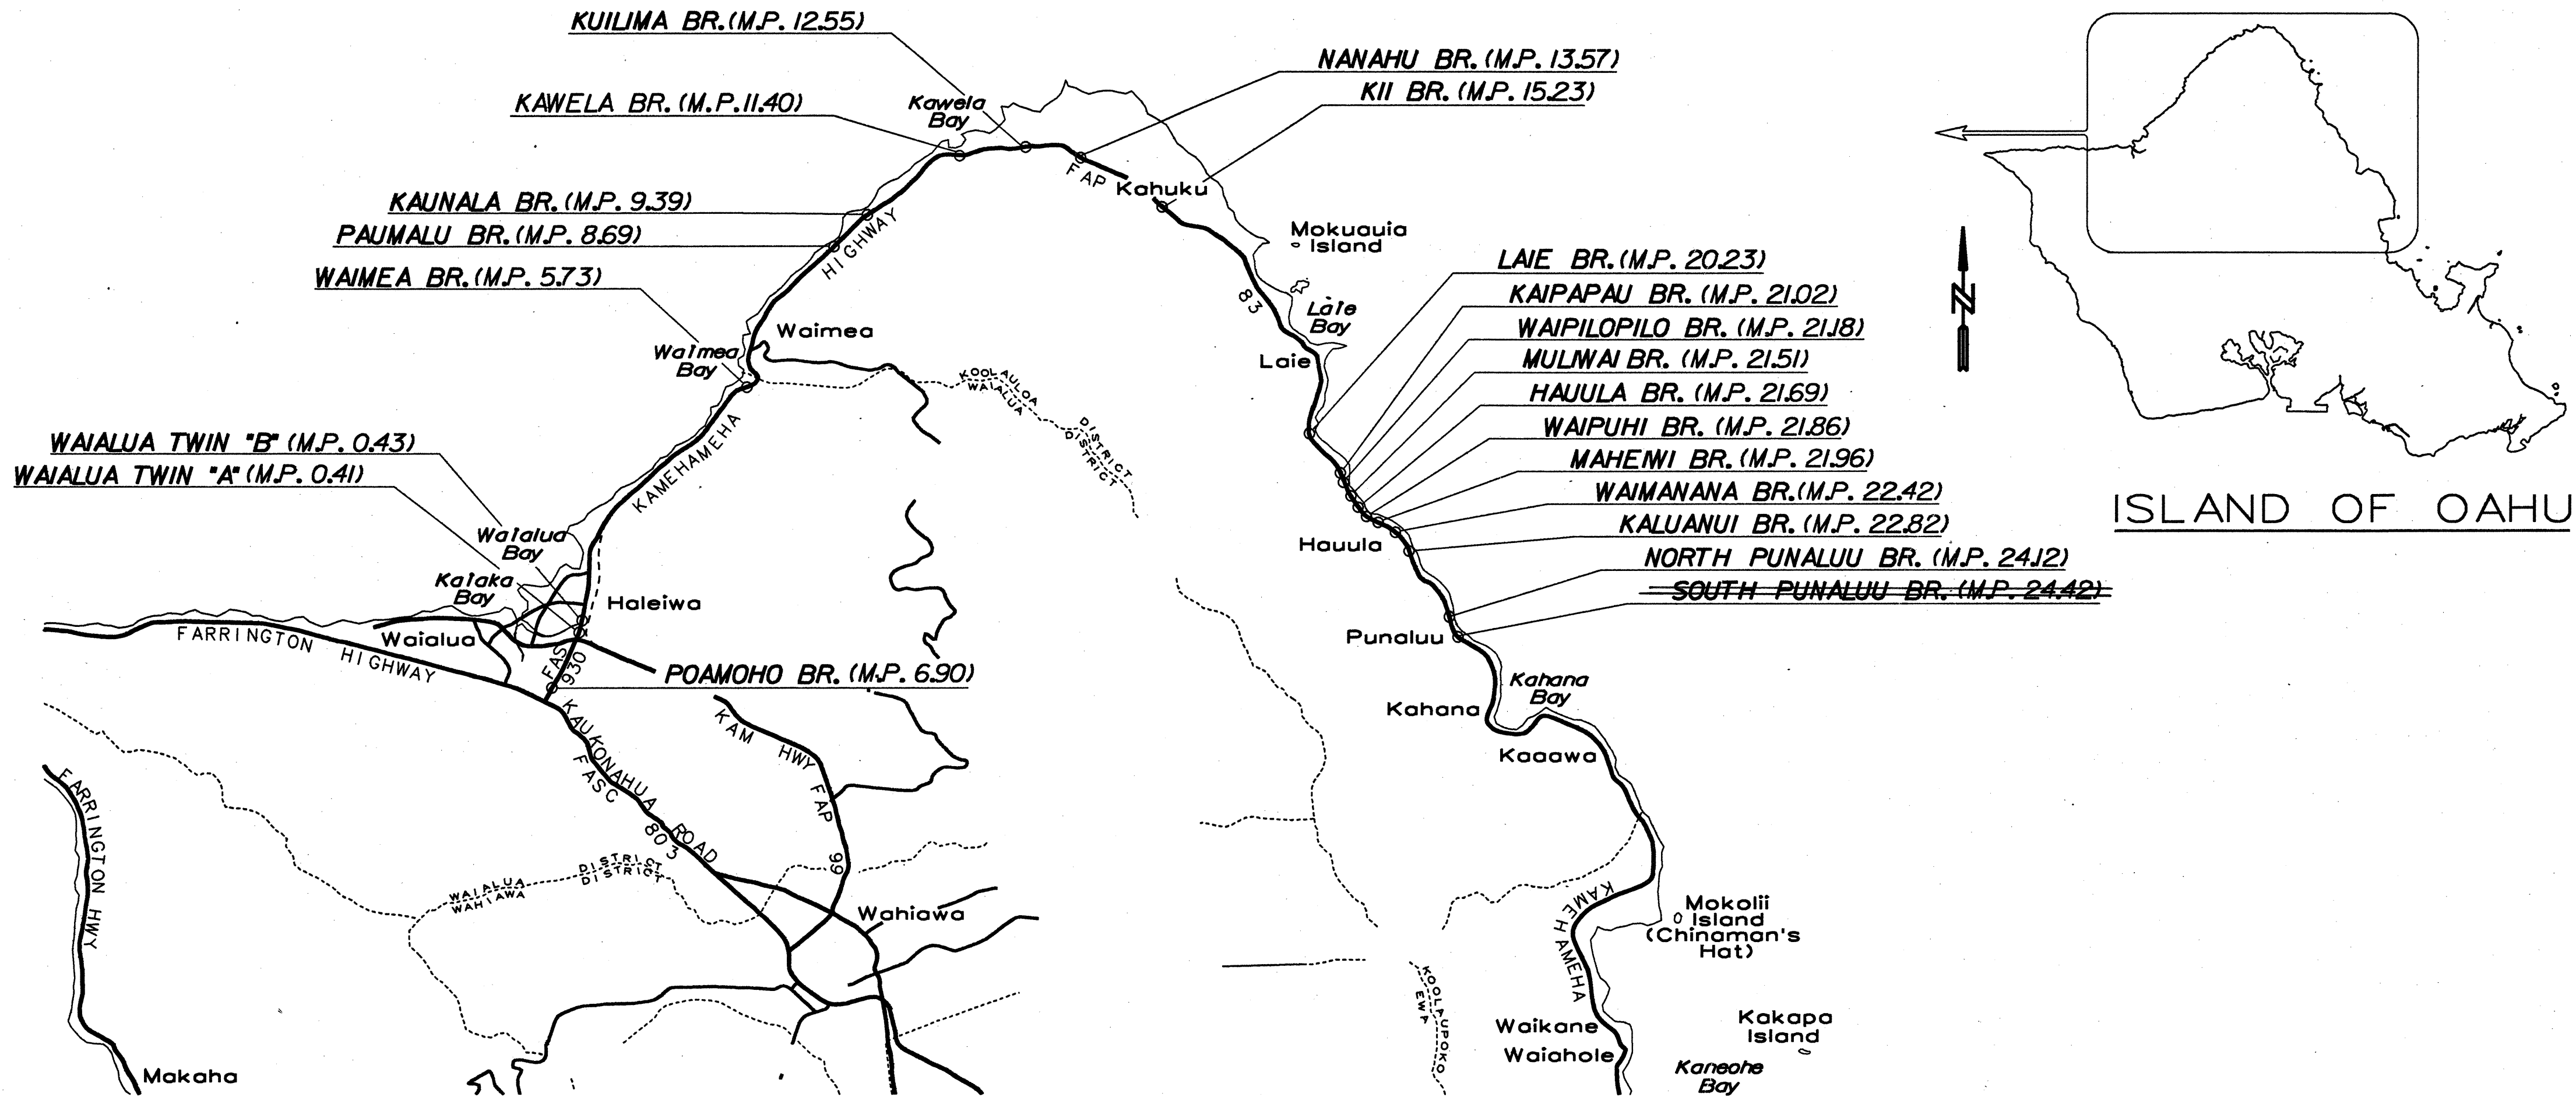 KUILIMA BR. (M.P. 12.55)
NANAHU BR. (M.P. 13.57)
KII BR. (M.P. 15.23)
KAWELA BR. (M.P. 11.40)
Kawela
Bay
FAP
Kahuku
KAUNALA BR. (M.P. 9.39)
PAUMALU BR. (M.P. 8.69)
HIGHWAY
WAIMEA BR. (M.P. 5.73)
Mokuauia
Island
83
Laie
Bay
Laie
Waimea
Waimea
Bay
KOOLAULOA DISTRICT
WAIALUA DISTRICT
LAIE BR. (M.P. 20.23)
KAIPAPAU BR. (M.P. 21.02)
WAIPILOPILO BR. (M.P. 21.18)
MULIWAI BR. (M.P. 21.51)
HAUULA BR. (M.P. 21.69)
WAIPUHI BR. (M.P. 21.86)
MAHEIWI BR. (M.P. 21.96)
WAIMANANA BR. (M.P. 22.42)
KALUANUI BR. (M.P. 22.82)
NORTH PUNALUU BR. (M.P. 24.12)
SOUTH PUNALUU BR. (M.P. 24.42)
N
ISLAND OF OAHU
WAIALUA TWIN "B" (M.P. 0.43)
WAIALUA TWIN "A" (M.P. 0.41)
KAMEHAMEHA
Waialua
Bay
Kaiaka
Bay
Haleiwa
Hauula
Punaluu
FARRINGTON HIGHWAY
Waialua
FAS
930
POAMOHO BR. (M.P. 6.90)
Kahana
Bay
Kahana
Kaaawa
KAUKONAHUA ROAD
FASC 803
KAM HWY FAP 99
FARRINGTON HWY
WAIALUA DISTRICT
WAHIAWA DISTRICT
Wahiawa
KAMEHAMEHA
Mokolii
Island
(Chinaman's
Hat)
KOOLAUPOKO
EWA
Waikane
Waiahole
Kakapa
Island
Kaneohe
Bay
Makaha